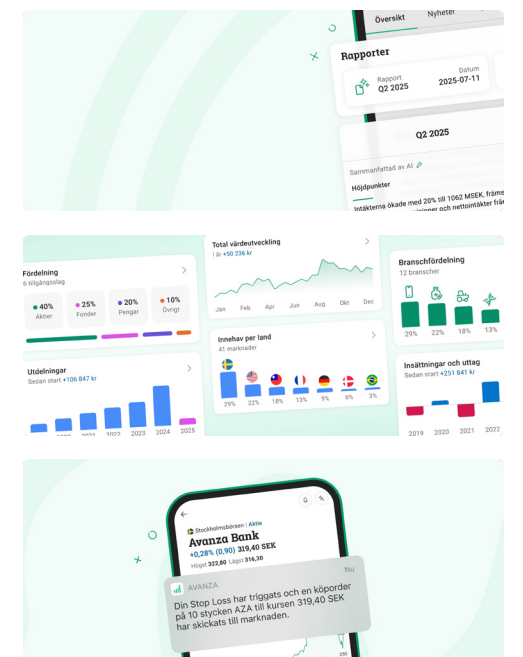 Översikt
Nyheter
Rapporter
Rapport
Q2 2025
Datum
2025-07-11
Q2 2025
Sammanfattad av AI
Höjdpunkter
Intäkterna ökade med 20% till 1062 MSEK, främs
och nettointäkter frå
Fördelning
6 tillgångsslag
40%
Aktier
25%
Fonder
20%
Pengar
10%
Övrigt
Utdelningar
Sedan start +106 847 kr
2021 2022 2023 2024 2025
Total värdeutveckling
I år +50 236 kr
Jan Feb Apr Jun Aug Okt Dec
Innehav per land
41 marknader
29% 22% 18% 13% 9% 6% 3%
Branschfördelning
12 branscher
29% 22% 18% 13%
Insättningar och uttag
Sedan start +251 841 kr
2019 2020 2021 2022
Stockholmsbörsen | Aktie
Avanza Bank
+0,28% (0,90) 319,40 SEK
Högst 322,80 Lägst 316,30
AVANZA
Nu
Din Stop Loss har triggats och en köporder
på 10 stycken AZA till kursen 319,40 SEK
har skickats till marknaden.